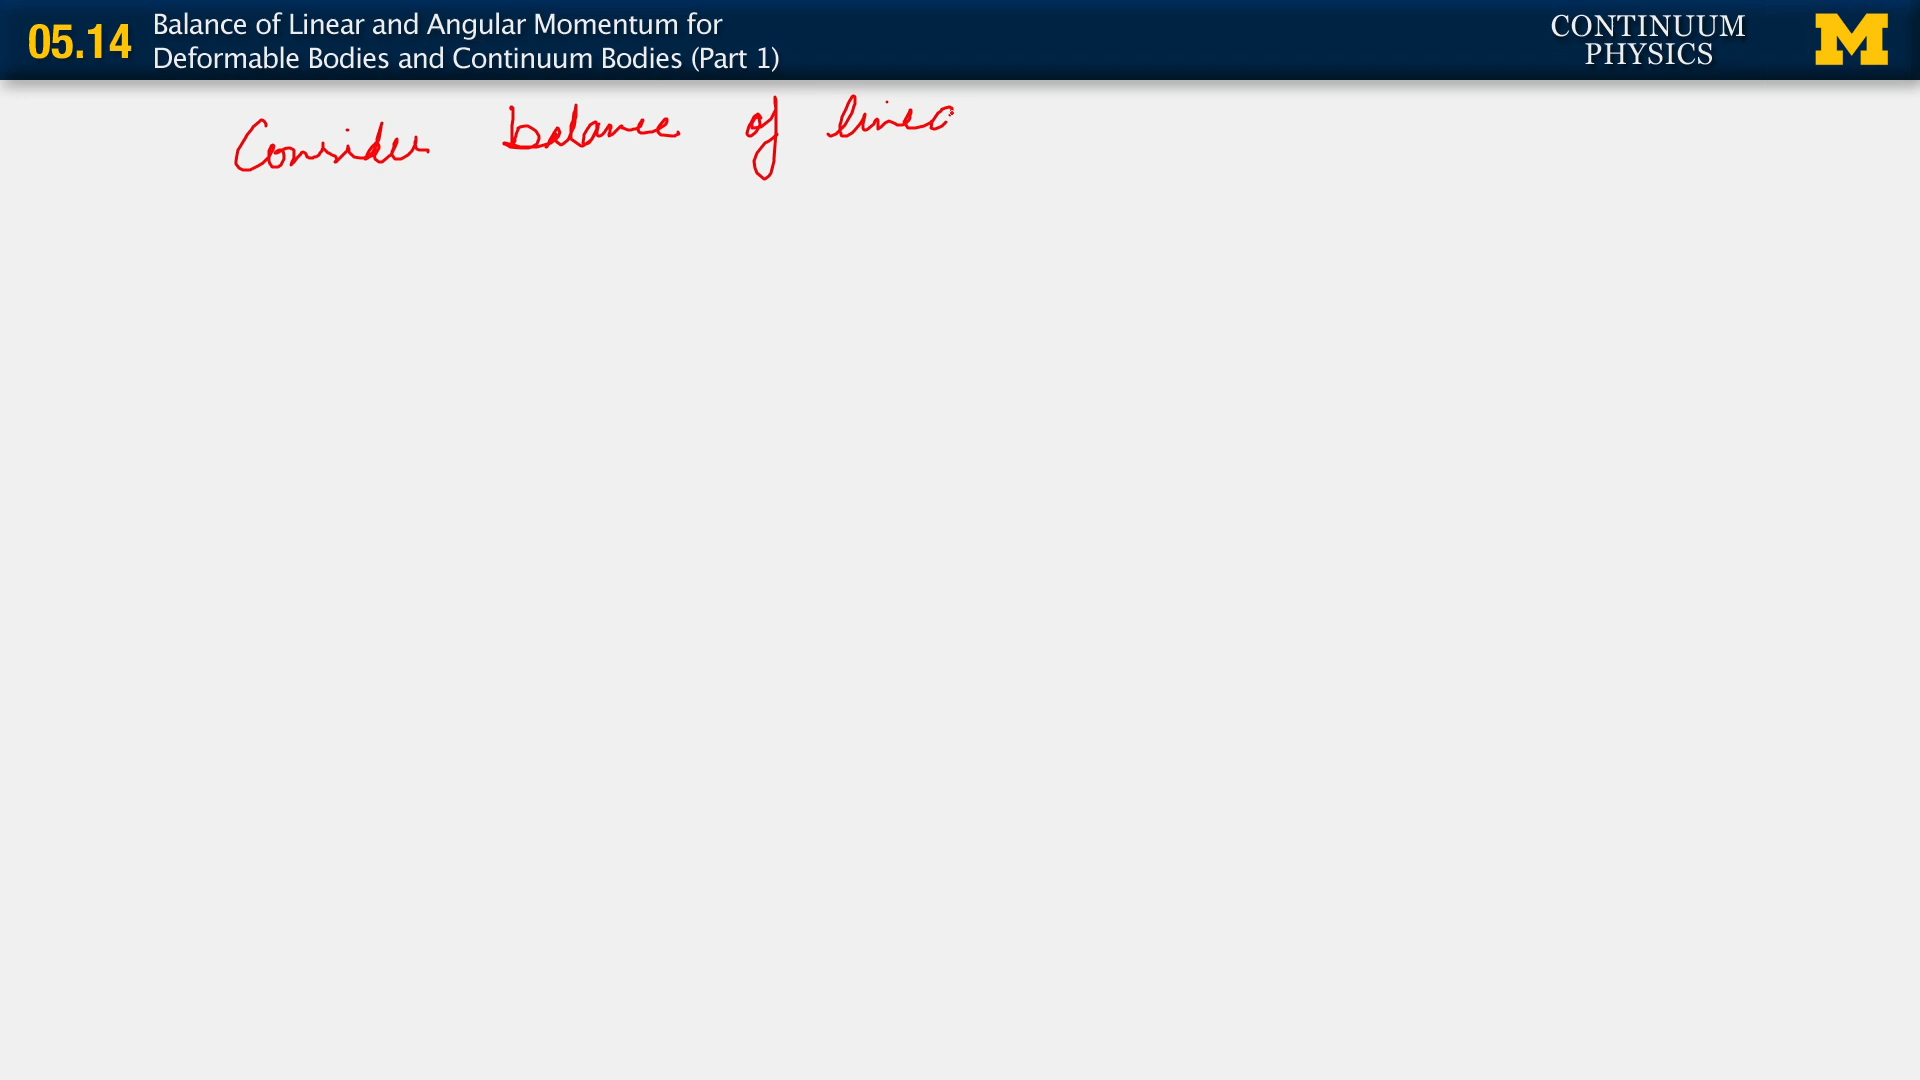 05.14
Balance of Linear and Angular Momentum for
Deformable Bodies and Continuum Bodies (Part 1)
CONTINUUM
PHYSICS
M
Consider balance of linea